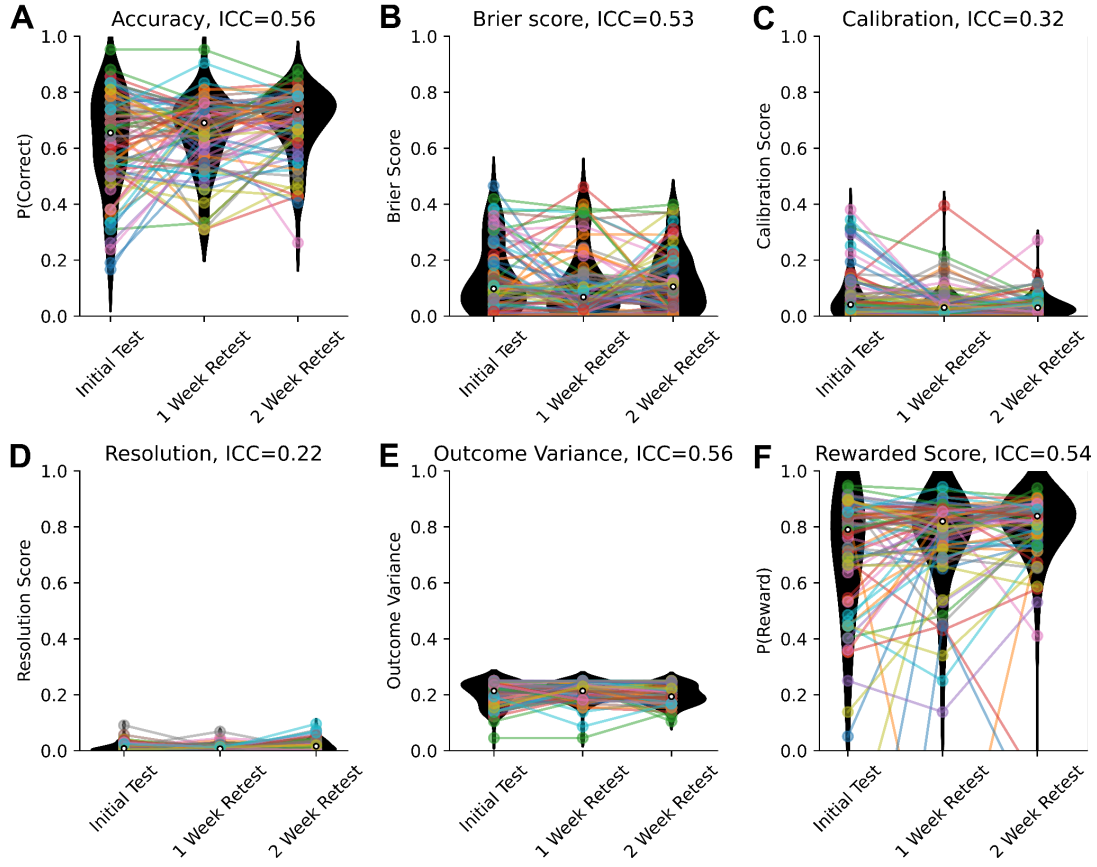 A Accuracy, ICC=0.56
P(Correct)
1.0
0.8
0.6
0.4
0.2
0.0
Initial Test
1 Week Retest
2 Week Retest
B Brier score, ICC=0.53
Brier Score
1.0
0.8
0.6
0.4
0.2
0.0
Initial Test
1 Week Retest
2 Week Retest
C Calibration, ICC=0.32
Calibration Score
1.0
0.8
0.6
0.4
0.2
0.0
Initial Test
1 Week Retest
2 Week Retest
D Resolution, ICC=0.22
Resolution Score
1.0
0.8
0.6
0.4
0.2
0.0
Initial Test
1 Week Retest
2 Week Retest
E Outcome Variance, ICC=0.56
Outcome Variance
1.0
0.8
0.6
0.4
0.2
0.0
Initial Test
1 Week Retest
2 Week Retest
F Rewarded Score, ICC=0.54
P(Reward)
1.0
0.8
0.6
0.4
0.2
0.0
Initial Test
1 Week Retest
2 Week Retest